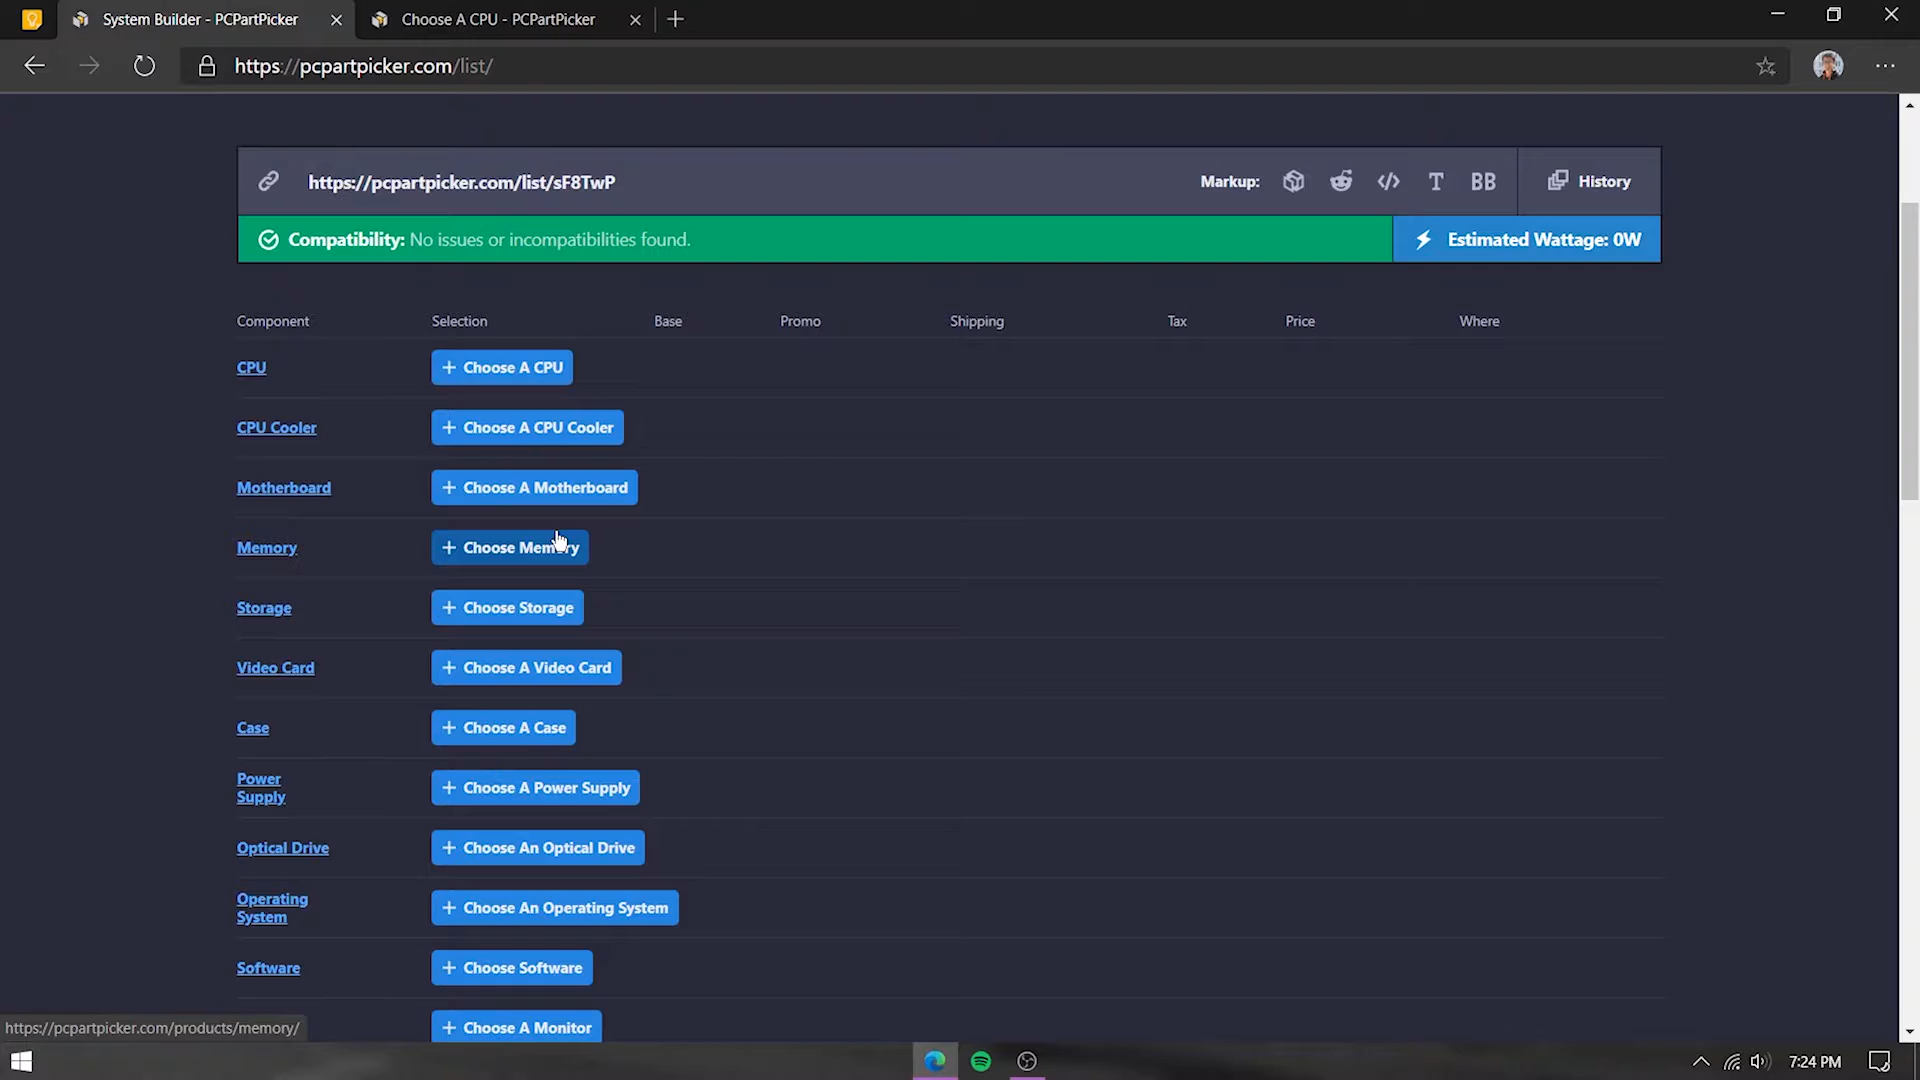 System Builder - PCPartPicker
Choose A CPU - PCPartPicker
https://pcpartpicker.com/list/
https://pcpartpicker.com/list/sF8TwP
Markup:
T
BB
History
Compatibility: No issues or incompatibilities found.
Estimated Wattage: 0W
Component Selection Base Promo Shipping Tax Price Where
CPU
+ Choose A CPU
CPU Cooler
+ Choose A CPU Cooler
Motherboard
+ Choose A Motherboard
Memory
+ Choose Memory
Storage
+ Choose Storage
Video Card
+ Choose A Video Card
Case
+ Choose A Case
Power
Supply
+ Choose A Power Supply
Optical Drive
+ Choose An Optical Drive
Operating
System
+ Choose An Operating System
Software
+ Choose Software
+ Choose A Monitor
https://pcpartpicker.com/products/memory/
7:24 PM